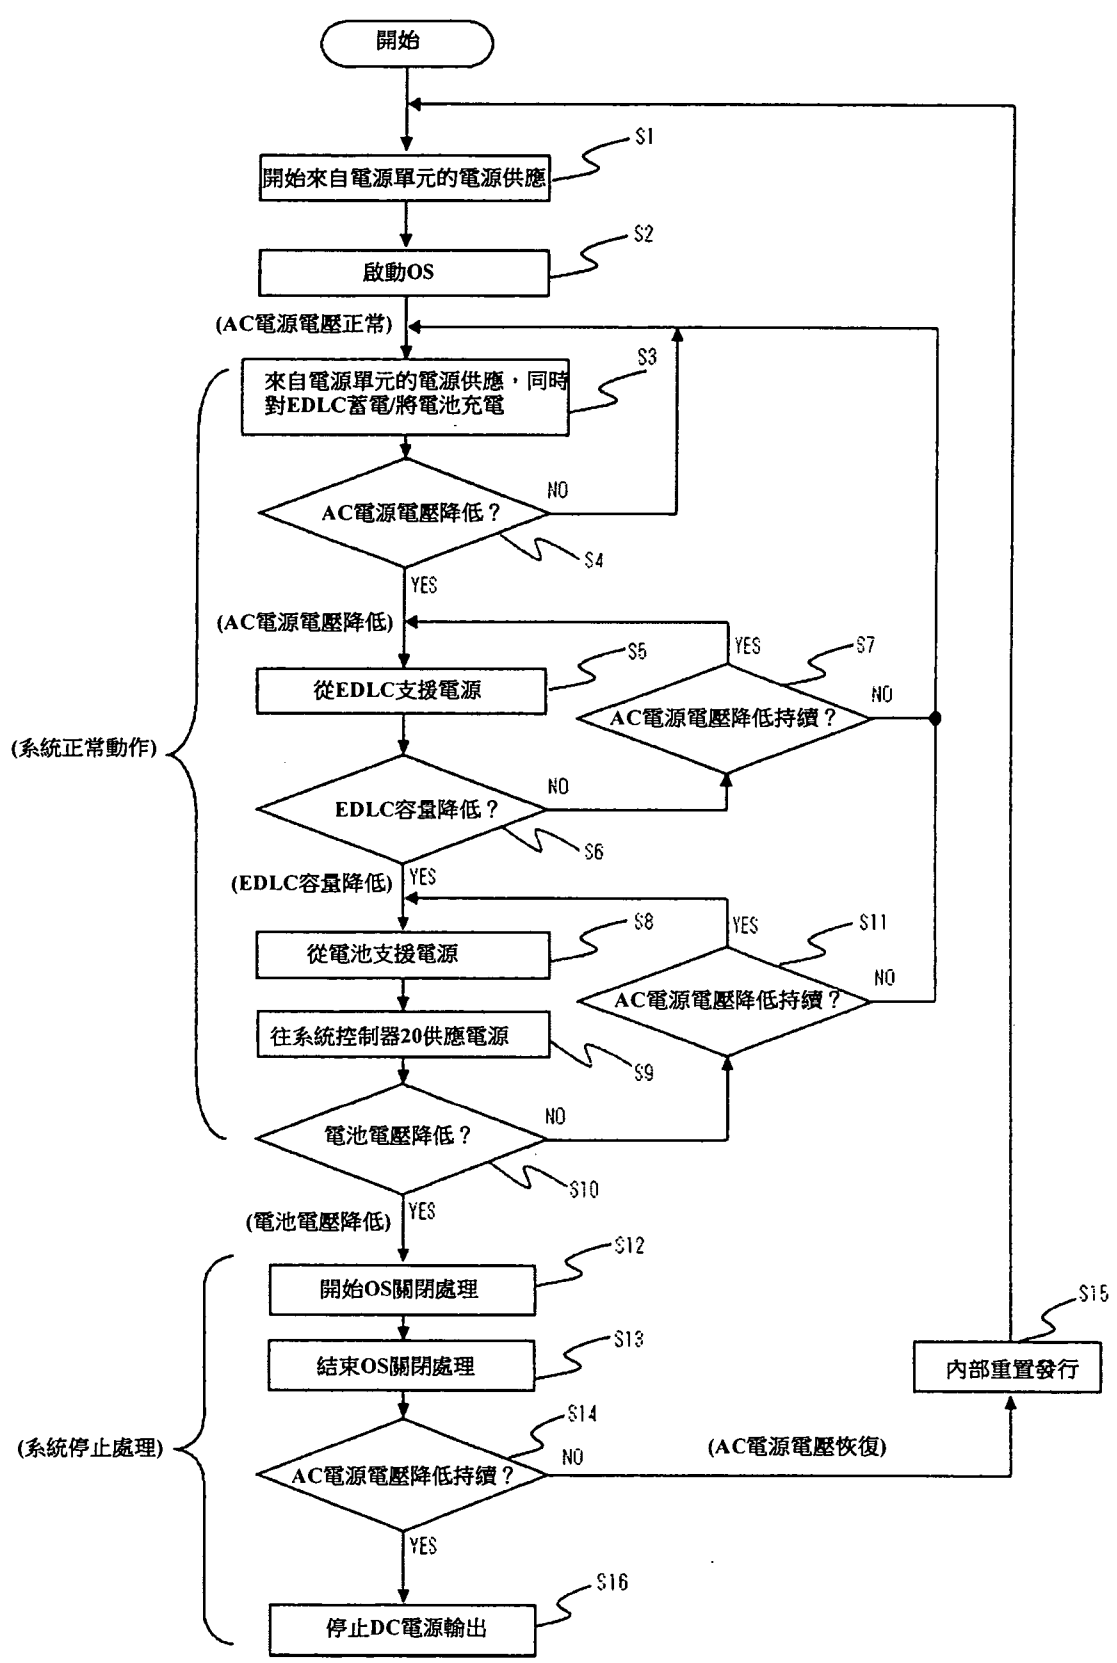 開始
S1
開始來自電源單元的電源供應
S2
啟動OS
(AC電源電壓正常)
S3
來自電源單元的電源供應，同時
對EDLC蓄電/將電池充電
NO
AC電源電壓降低？
S4
YES
(AC電源電壓降低)
YES
S7
S5
從EDLC支援電源
NO
AC電源電壓降低持續？
(系統正常動作)
NO
EDLC容量降低？
S6
YES
(EDLC容量降低)
YES
S11
S8
從電池支援電源
NO
AC電源電壓降低持續？
往系統控制器20供應電源
S9
NO
電池電壓降低？
S10
YES
(電池電壓降低)
S12
開始OS關閉處理
S15
S13
結束OS關閉處理
內部重置發行
S14
(系統停止處理)
NO
(AC電源電壓恢復)
AC電源電壓降低持續？
YES
S16
停止DC電源輸出